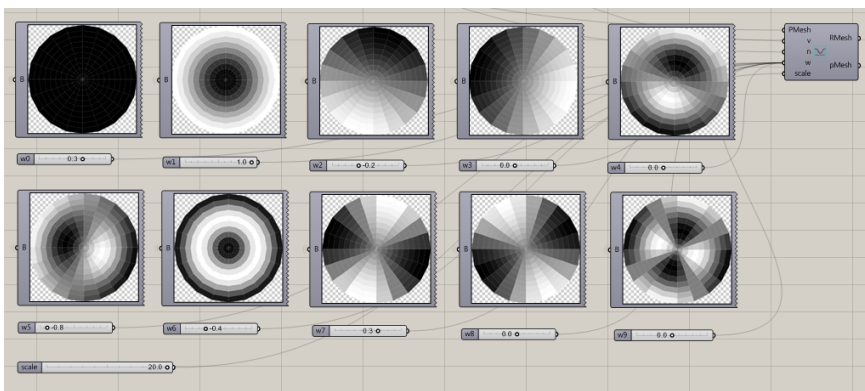 B
B
B
B
B
PMesh
v
n
w
scale
RMesh
pMesh
w0 0.3
w1 1.0
w2 -0.2
w3 0.0
w4 0.0
B
B
B
B
B
w5 -0.8
w6 -0.4
w7 0.3
w8 0.0
w9 0.0
scale 20.0